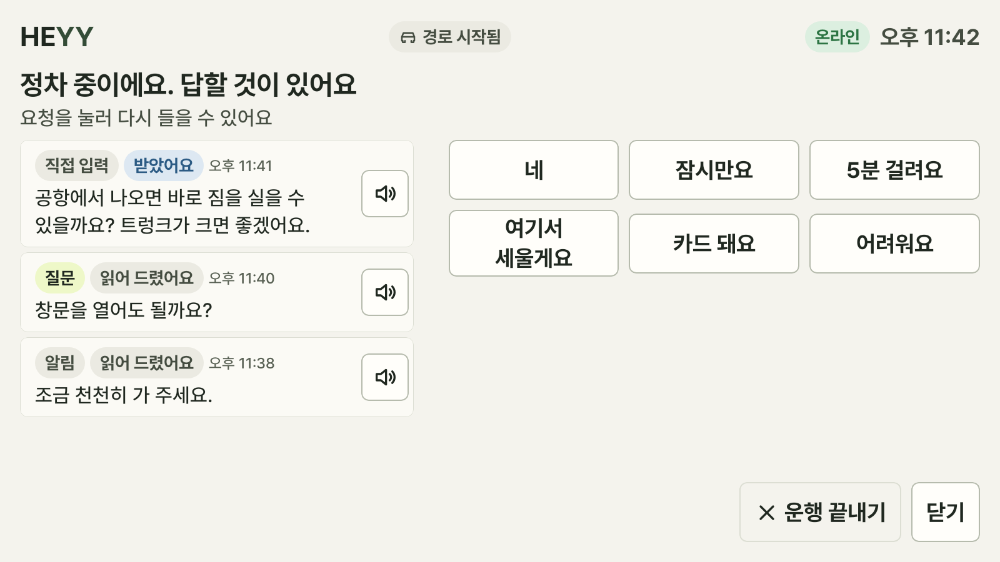 HEYY
경로 시작됨
온라인 오후 11:42
정차 중이에요. 답할 것이 있어요
요청을 눌러 다시 들을 수 있어요
직접 입력 받았어요 오후 11:41
공항에서 나오면 바로 짐을 실을 수
있을까요? 트렁크가 크면 좋겠어요.
질문 읽어 드렸어요 오후 11:40
창문을 열어도 될까요?
알림 읽어 드렸어요 오후 11:38
조금 천천히 가 주세요.
네
잠시만요
5분 걸려요
여기서
세울게요
카드 돼요
어려워요
운행 끝내기
닫기